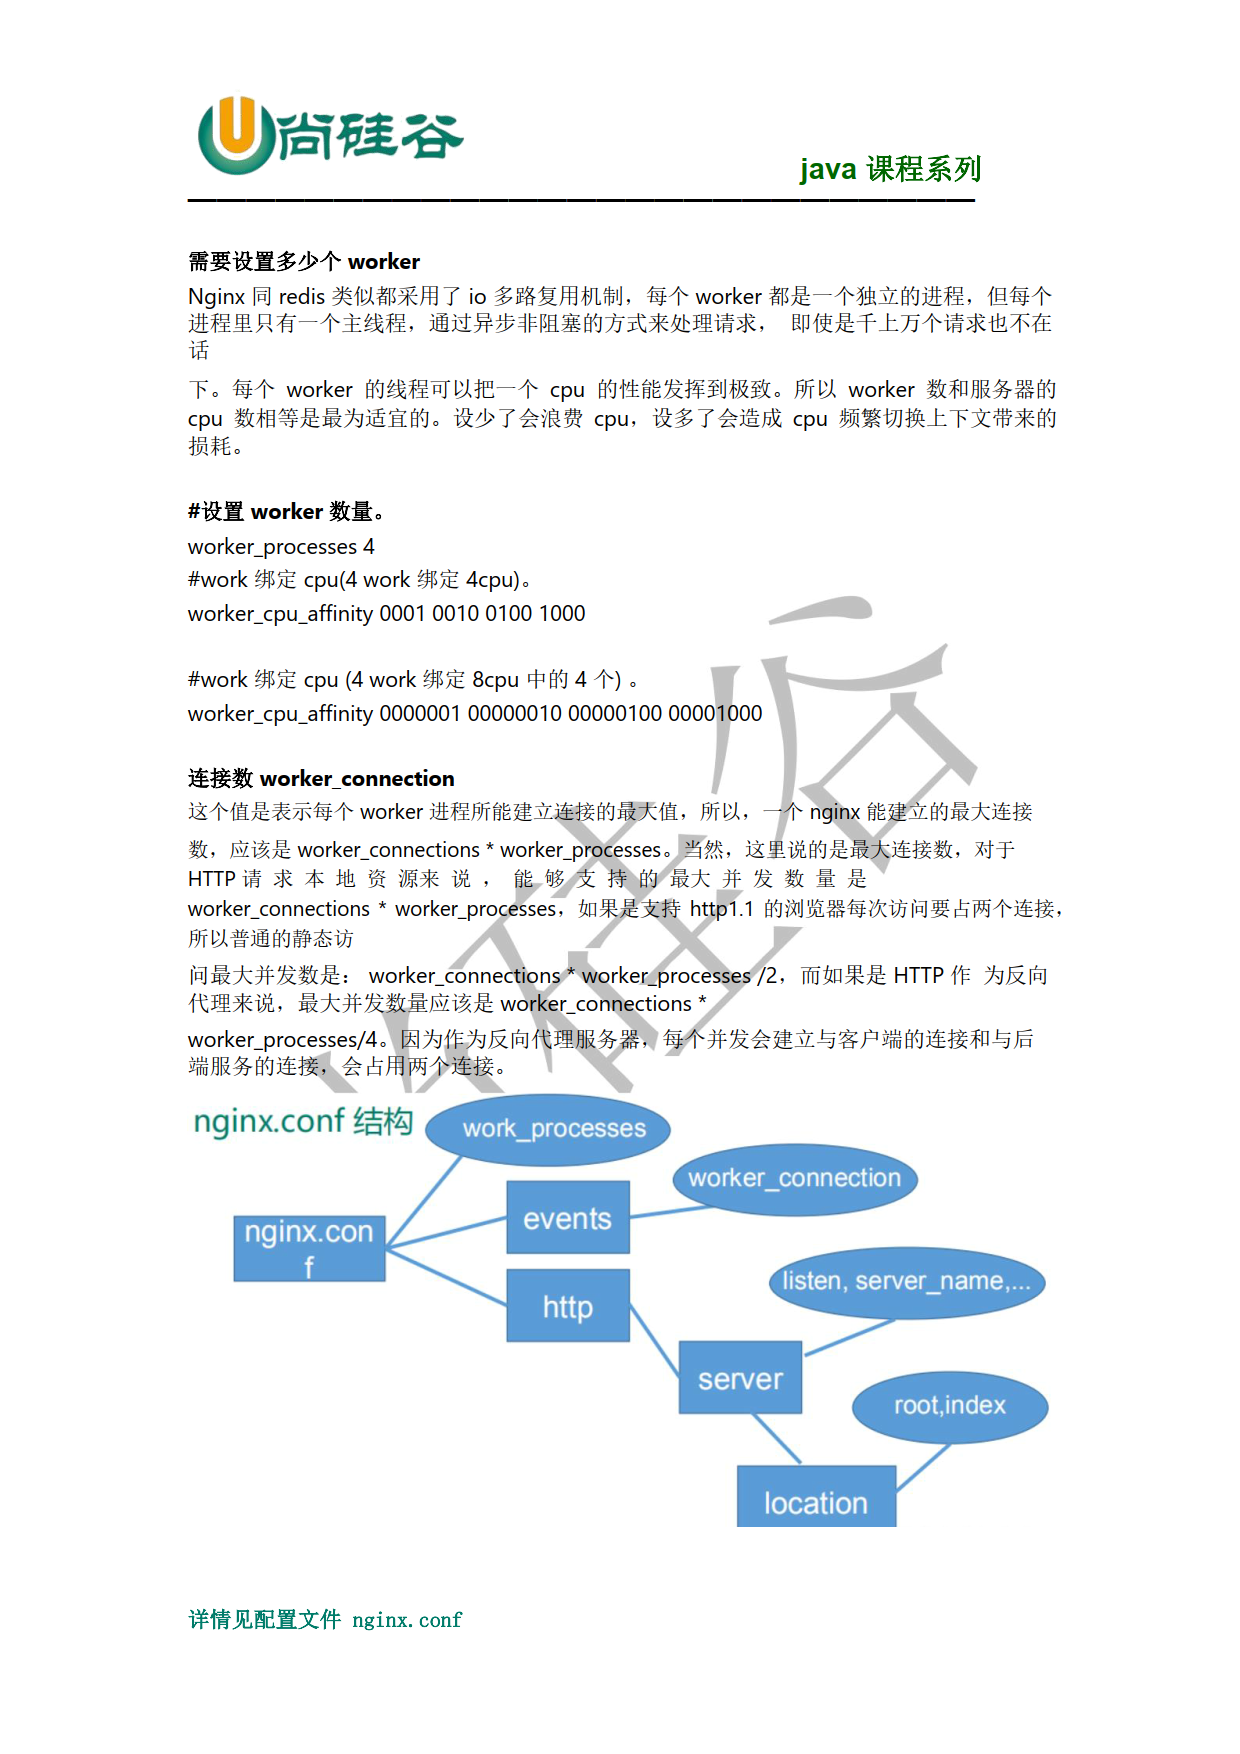 尚硅谷
java 课程系列
需要设置多少个 worker
Nginx 同 redis 类似都采用了 io 多路复用机制，每个 worker 都是一个独立的进程，但每个
进程里只有一个主线程，通过异步非阻塞的方式来处理请求， 即使是千上万个请求也不在
话
下。每个 worker 的线程可以把一个 cpu 的性能发挥到极致。所以 worker 数和服务器的
cpu 数相等是最为适宜的。设少了会浪费 cpu，设多了会造成 cpu 频繁切换上下文带来的
损耗。
#设置 worker 数量。
worker_processes 4
#work 绑定 cpu(4 work 绑定 4cpu)。
worker_cpu_affinity 0001 0010 0100 1000
#work 绑定 cpu (4 work 绑定 8cpu 中的 4 个) 。
worker_cpu_affinity 0000001 00000010 00000100 00001000
连接数 worker_connection
这个值是表示每个 worker 进程所能建立连接的最大值，所以，一个 nginx 能建立的最大连接
数，应该是 worker_connections * worker_processes。当然，这里说的是最大连接数，对于
HTTP 请 求 本 地 资 源来 说 ， 能 够 支 持 的 最大 并 发 数 量 是
worker_connections * worker_processes，如果是支持 http1.1 的浏览器每次访问要占两个连接，
所以普通的静态访
问最大并发数是： worker_connections * worker_processes /2，而如果是 HTTP 作 为反向
代理来说，最大并发数量应该是 worker_connections *
worker_processes/4。因为作为反向代理服务器，每个并发会建立与客户端的连接和与后
端服务的连接，会占用两个连接。
nginx.conf 结构
work_processes
worker_connection
events
nginx.con
f
listen, server_name,...
http
server
root,index
location
详情见配置文件 nginx.conf
硅谷